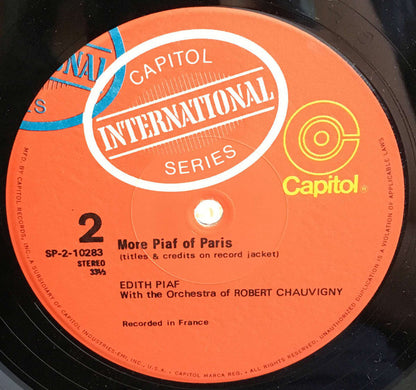 NATIONAL
IES
CAPITOL
INTERNATIONAL
SERIES
Capitol®
2
SP-2-10283
STEREO
33⅓
More Piaf of Paris
(titles & credits on record jacket)
EDITH PIAF
With the Orchestra of ROBERT CHAUVIGNY
Recorded in France
MFD. BY CAPITOL RECORDS, INC., A SUBSIDIARY OF CAPITOL INDUSTRIES-EMI, INC., U.S.A. • CAPITOL MARCA REG. • ALL RIGHTS RESERVED. UNAUTHORIZED DUPLICATION IS A VIOLATION OF APPLICABLE LAWS